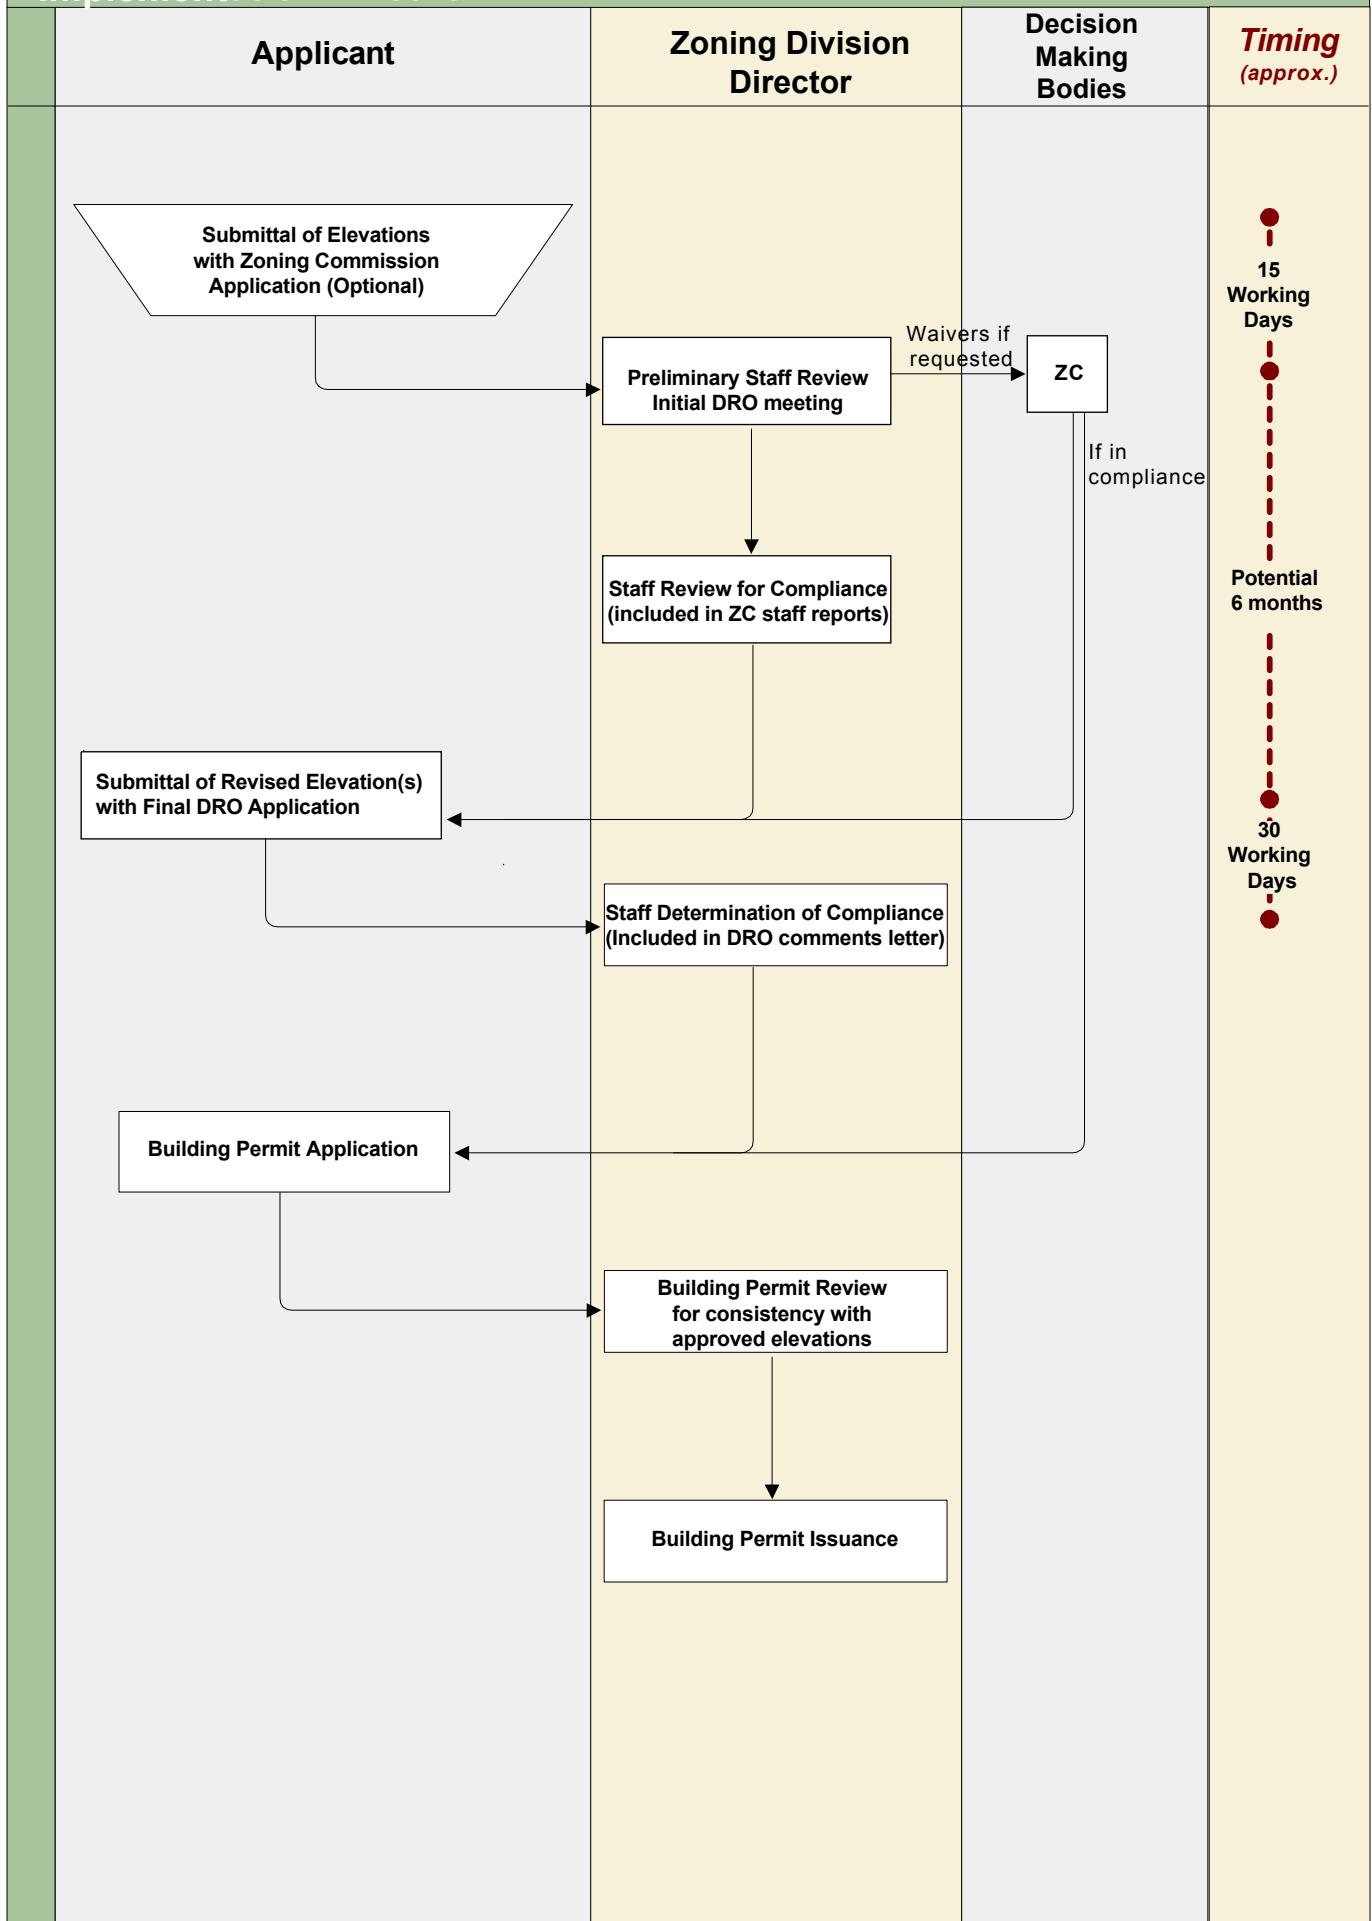 Applicant
Zoning Division
Director
Decision
Making
Bodies
Timing
(approx.)
Submittal of Elevations
with Zoning Commission
Application (Optional)
15
Working
Days
Waivers if
requested
Preliminary Staff Review
Initial DRO meeting
ZC
If in
compliance
Staff Review for Compliance
(included in ZC staff reports)
Potential
6 months
Submittal of Revised Elevation(s)
with Final DRO Application
30
Working
Days
Staff Determination of Compliance
(Included in DRO comments letter)
Building Permit Application
Building Permit Review
for consistency with
approved elevations
Building Permit Issuance